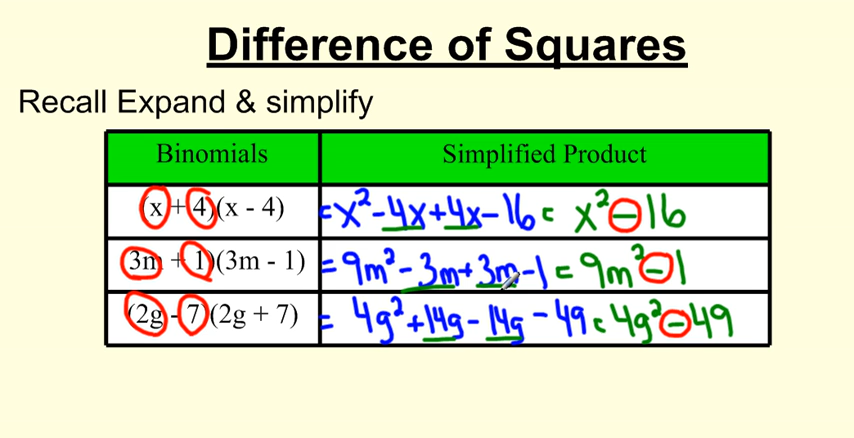 Difference of Squares
Recall Expand & simplify
Binomials Simplified Product
(x + 4)(x - 4) = x² - 4x + 4x - 16 = x² - 16
(3m + 1)(3m - 1) = 9m² - 3m + 3m - 1 = 9m² - 1
(2g - 7)(2g + 7) = 4g² + 14g - 14g - 49 = 4g² - 49